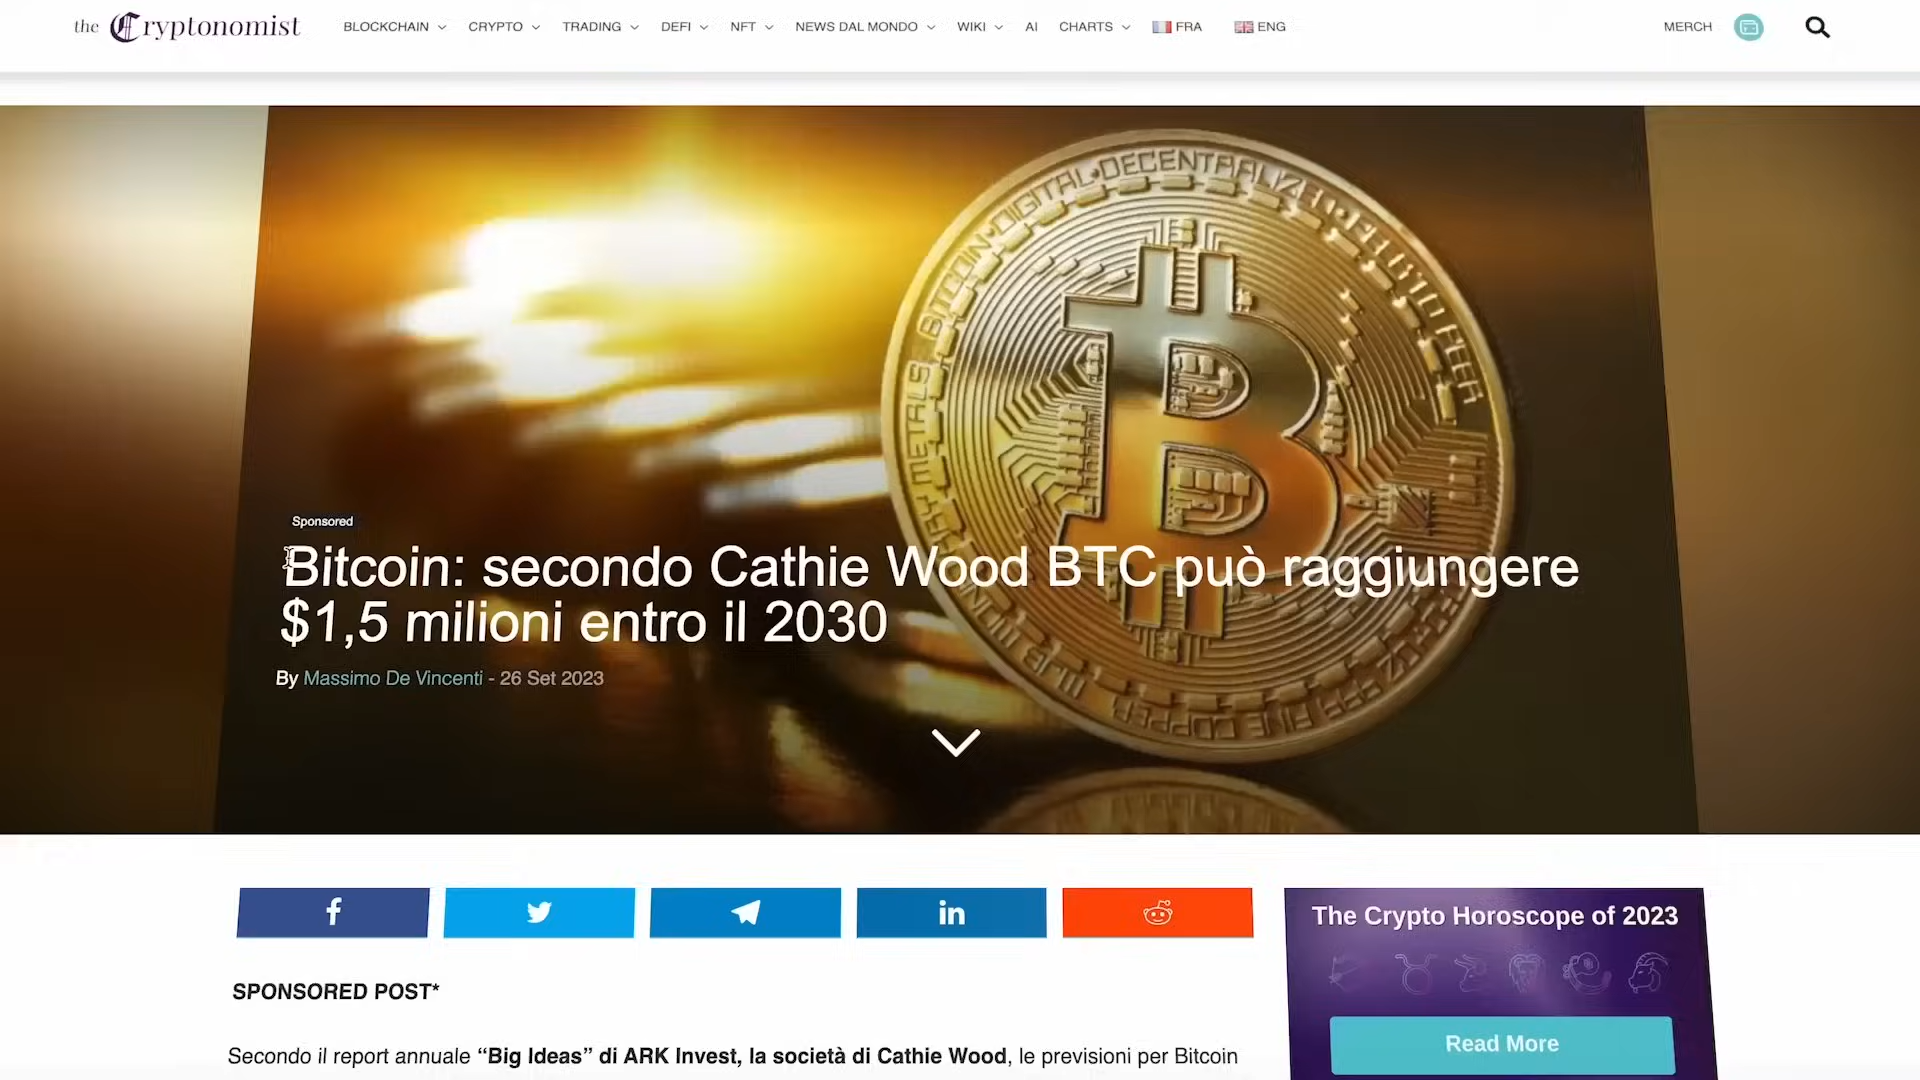 the Cryptonomist
BLOCKCHAIN CRYPTO TRADING DEFI NFT NEWS DAL MONDO WIKI AI CHARTS FRA ENG MERCH
DIGITAL • DECENTRALIZED
BITCOIN
Sponsored
Bitcoin: secondo Cathie Wood BTC può raggiungere
$1,5 milioni entro il 2030
By Massimo De Vincenti - 26 Set 2023
The Crypto Horoscope of 2023
Read More
SPONSORED POST*
Secondo il report annuale “Big Ideas” di ARK Invest, la società di Cathie Wood, le previsioni per Bitcoin